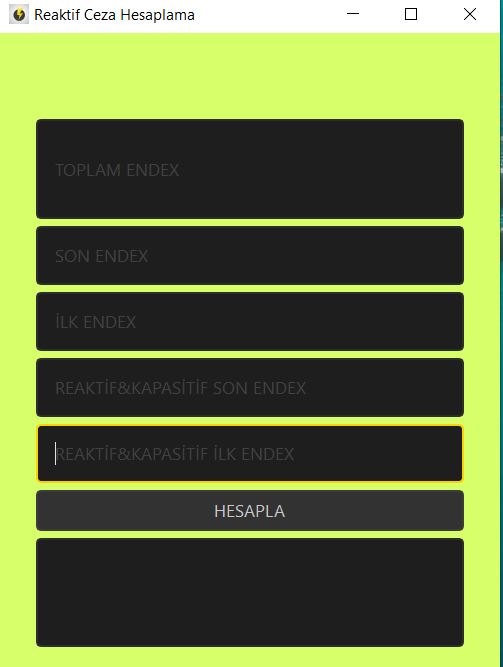 Reaktif Ceza Hesaplama
TOPLAM ENDEX
SON ENDEX
İLK ENDEX
REAKTİF&KAPASİTİF SON ENDEX
REAKTİF&KAPASİTİF İLK ENDEX
HESAPLA